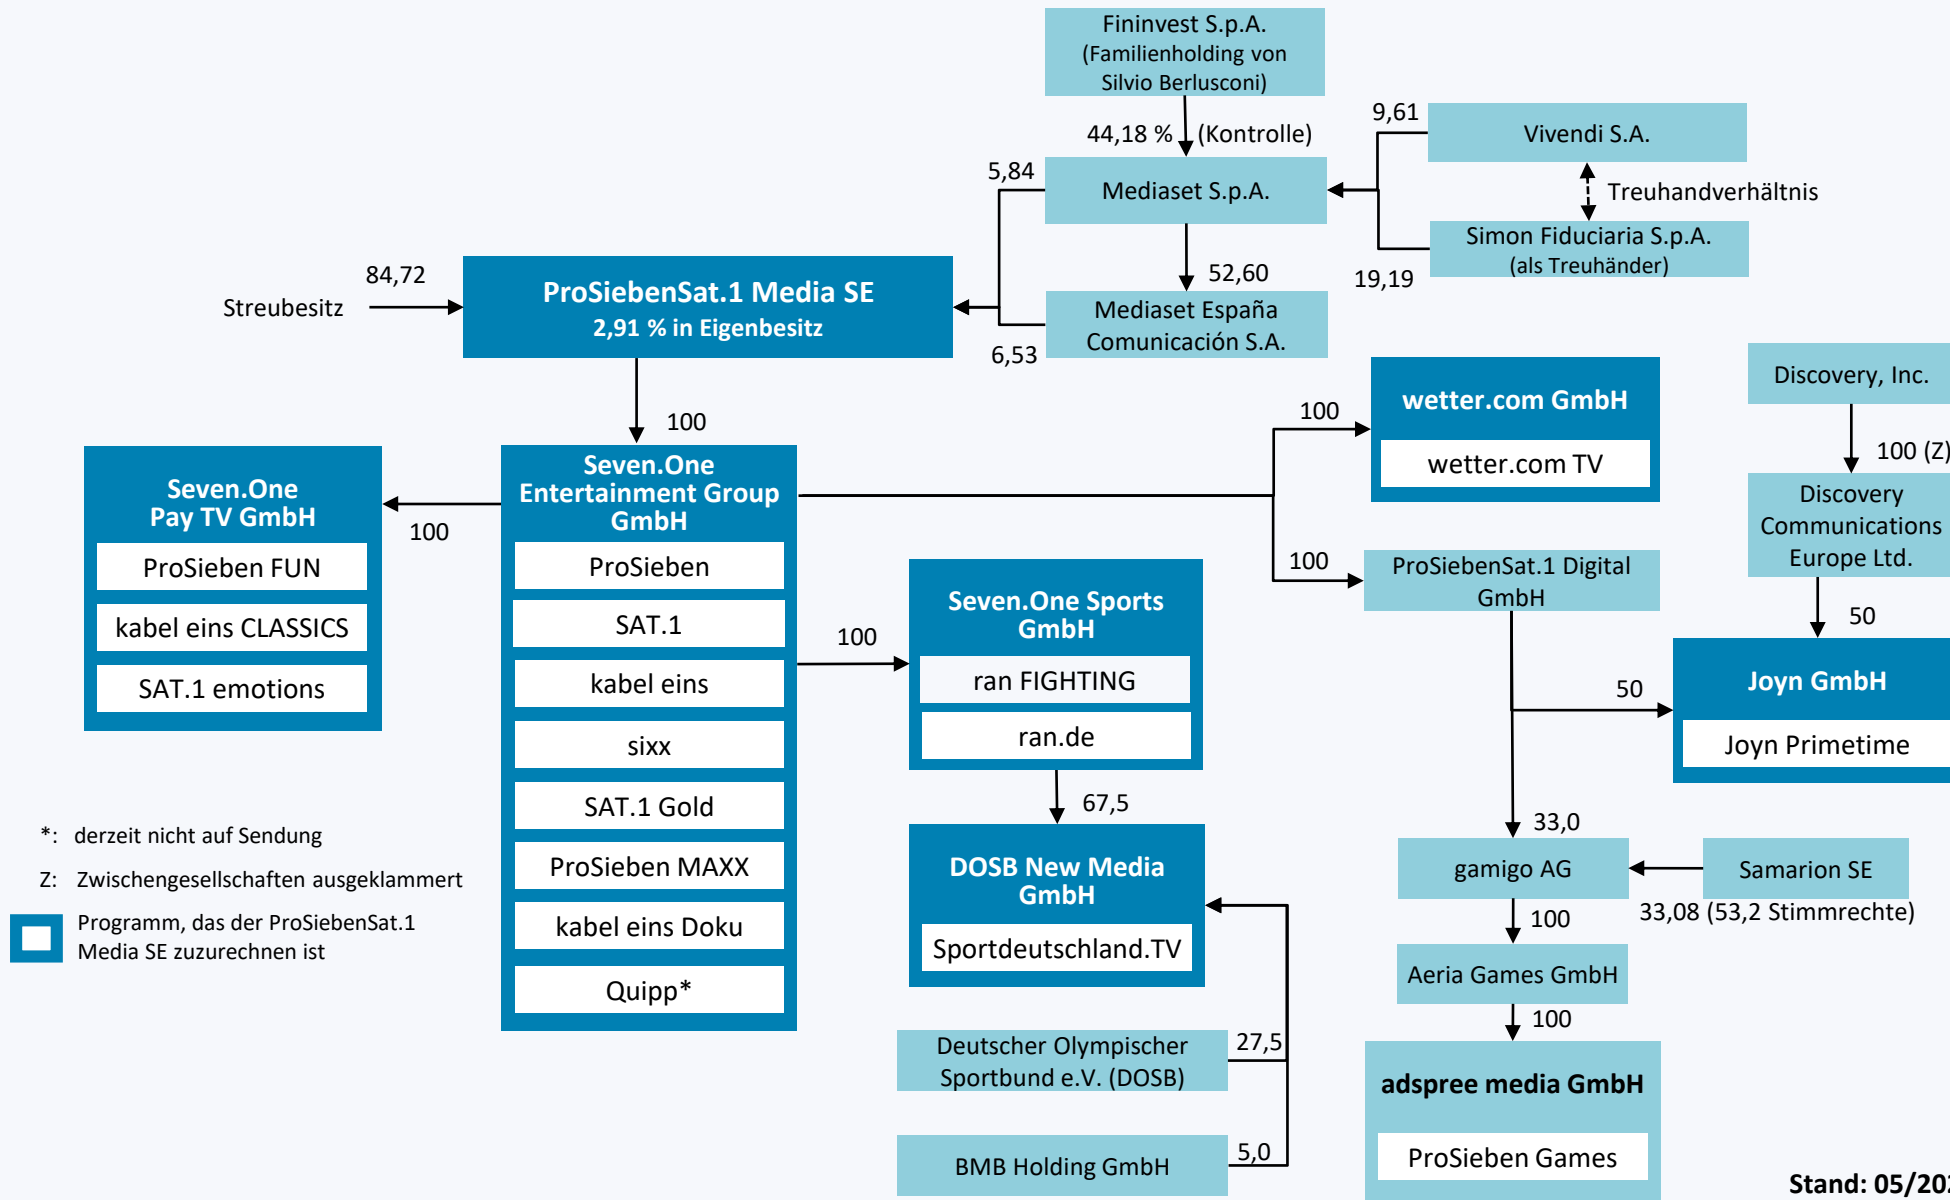 Fininvest S.p.A.
(Familienholding von
Silvio Berlusconi)
44,18 % (Kontrolle)
9,61
Vivendi S.A.
5,84
Mediaset S.p.A.
Treuhandverhältnis
Simon Fiduciaria S.p.A.
(als Treuhänder)
19,19
84,72
Streubesitz
ProSiebenSat.1 Media SE
2,91 % in Eigenbesitz
52,60
Mediaset España
Comunicación S.A.
6,53
100
Seven.One
Pay TV GmbH
ProSieben FUN
kabel eins CLASSICS
SAT.1 emotions
100
Seven.One
Entertainment Group
GmbH
ProSieben
SAT.1
kabel eins
sixx
SAT.1 Gold
ProSieben MAXX
kabel eins Doku
Quipp*
100
Seven.One Sports
GmbH
ran FIGHTING
ran.de
67,5
DOSB New Media
GmbH
Sportdeutschland.TV
Deutscher Olympischer
Sportbund e.V. (DOSB)
27,5
BMB Holding GmbH
5,0
100
wetter.com GmbH
wetter.com TV
100
ProSiebenSat.1 Digital
GmbH
Discovery, Inc.
100 (Z)
Discovery
Communications
Europe Ltd.
50
50
Joyn GmbH
Joyn Primetime
33,0
gamigo AG
Samarion SE
33,08 (53,2 Stimmrechte)
100
Aeria Games GmbH
100
adspree media GmbH
ProSieben Games
*: derzeit nicht auf Sendung
Z: Zwischengesellschaften ausgeklammert
Programm, das der ProSiebenSat.1
Media SE zuzurechnen ist
Stand: